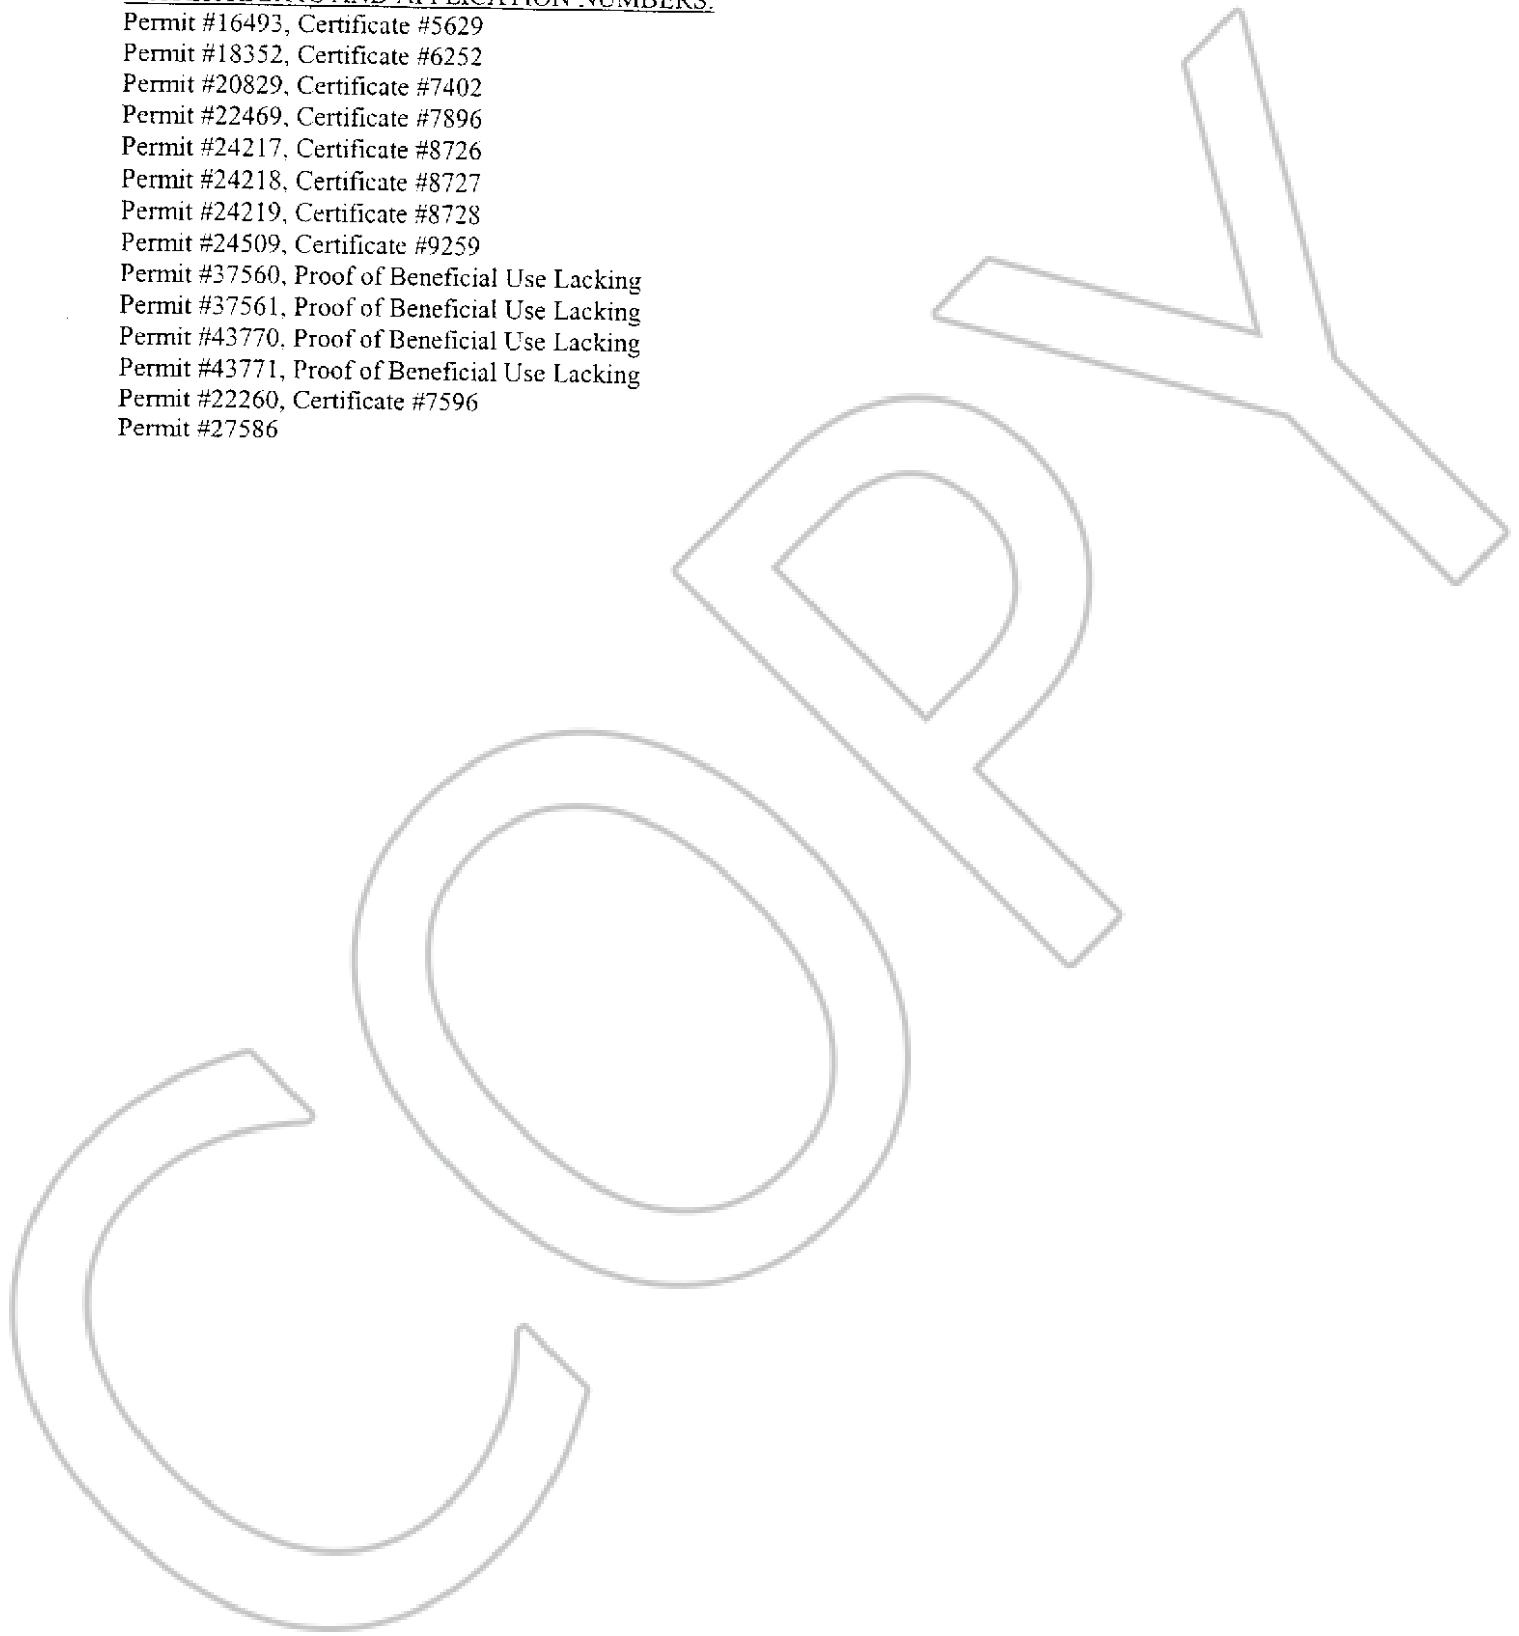 AND APPLICATION NUMBERS:
Permit #16493, Certificate #5629
Permit #18352, Certificate #6252
Permit #20829, Certificate #7402
Permit #22469, Certificate #7896
Permit #24217, Certificate #8726
Permit #24218, Certificate #8727
Permit #24219, Certificate #8728
Permit #24509, Certificate #9259
Permit #37560, Proof of Beneficial Use Lacking
Permit #37561, Proof of Beneficial Use Lacking
Permit #43770, Proof of Beneficial Use Lacking
Permit #43771, Proof of Beneficial Use Lacking
Permit #22260, Certificate #7596
Permit #27586
COPY